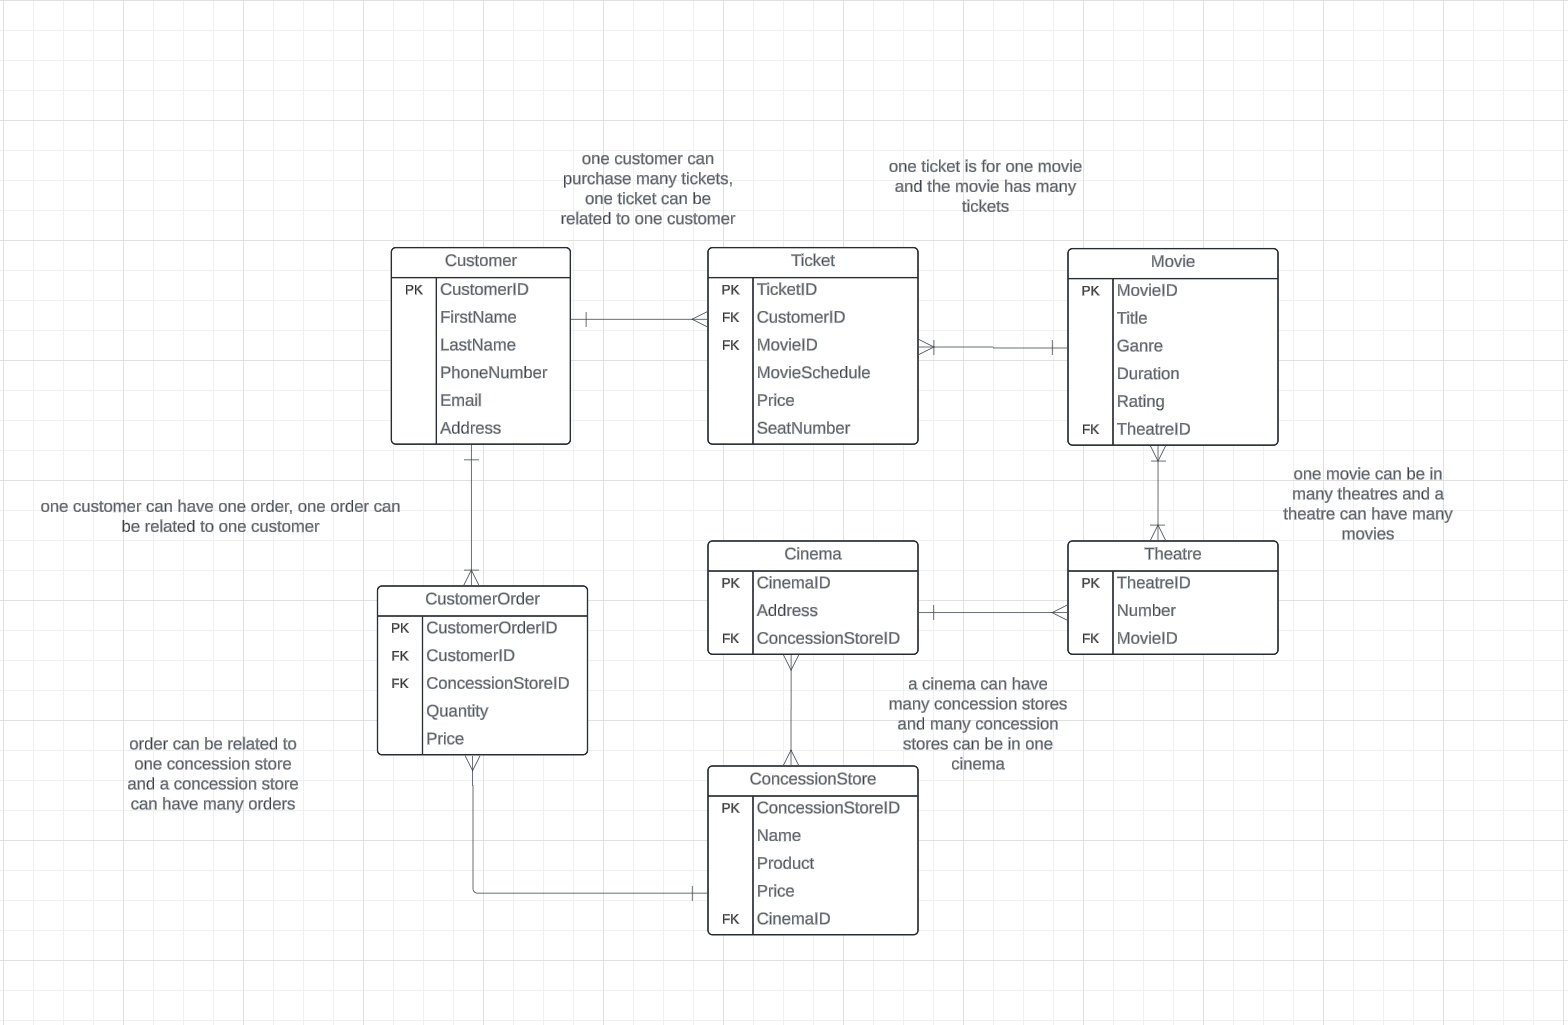 one customer can
purchase many tickets,
one ticket can be
related to one customer
one ticket is for one movie
and the movie has many
tickets
Customer
PK CustomerID
FirstName
LastName
PhoneNumber
Email
Address
Ticket
PK TicketID
FK CustomerID
FK MovieID
MovieSchedule
Price
SeatNumber
Movie
PK MovieID
Title
Ganre
Duration
Rating
FK TheatreID
one customer can have one order, one order can
be related to one customer
one movie can be in
many theatres and a
theatre can have many
movies
CustomerOrder
PK CustomerOrderID
FK CustomerID
FK ConcessionStoreID
Quantity
Price
Cinema
PK CinemaID
Address
FK ConcessionStoreID
Theatre
PK TheatreID
Number
FK MovieID
a cinema can have
many concession stores
and many concession
stores can be in one
cinema
order can be related to
one concession store
and a concession store
can have many orders
ConcessionStore
PK ConcessionStoreID
Name
Product
Price
FK CinemaID